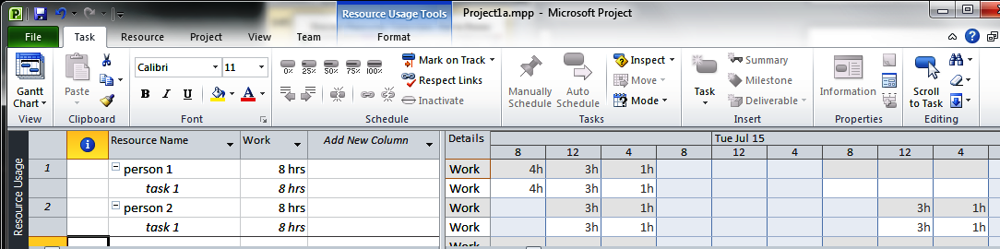 Resource Usage Tools Project1a.mpp - Microsoft Project
File Task Resource Project View Team Format
Gantt Chart View
Paste Clipboard
Calibri 11
B I U A
Font
0% 25% 50% 75% 100%
Mark on Track
Respect Links
Inactivate
Schedule
Manually Schedule
Auto Schedule
Inspect
Move
Mode
Tasks
Task
Summary
Milestone
Deliverable
Insert
Information
Properties
Scroll to Task
Editing
Resource Usage
Resource Name Work Add New Column Details Tue Jul 15
8 12 4 8 12 4 8 12 4
1 person 1 8 hrs Work 4h 3h 1h
task 1 8 hrs Work 4h 3h 1h
2 person 2 8 hrs Work 3h 1h 3h 1h
task 1 8 hrs Work 3h 1h 3h 1h